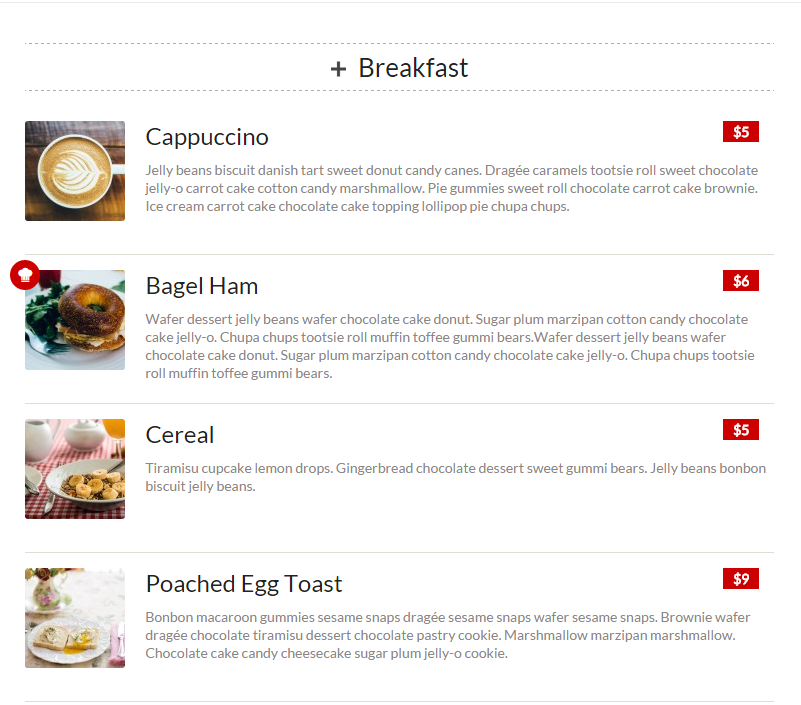 + Breakfast
Cappuccino
$5
Jelly beans biscuit danish tart sweet donut candy canes. Dragée caramels tootsie roll sweet chocolate
jelly-o carrot cake cotton candy marshmallow. Pie gummies sweet roll chocolate carrot cake brownie.
Ice cream carrot cake chocolate cake topping lollipop pie chupa chups.
Bagel Ham
$6
Wafer dessert jelly beans wafer chocolate cake donut. Sugar plum marzipan cotton candy chocolate
cake jelly-o. Chupa chups tootsie roll muffin toffee gummi bears.Wafer dessert jelly beans wafer
chocolate cake donut. Sugar plum marzipan cotton candy chocolate cake jelly-o. Chupa chups tootsie
roll muffin toffee gummi bears.
Cereal
$5
Tiramisu cupcake lemon drops. Gingerbread chocolate dessert sweet gummi bears. Jelly beans bonbon
biscuit jelly beans.
Poached Egg Toast
$9
Bonbon macaroon gummies sesame snaps dragée sesame snaps wafer sesame snaps. Brownie wafer
dragée chocolate tiramisu dessert chocolate pastry cookie. Marshmallow marzipan marshmallow.
Chocolate cake candy cheesecake sugar plum jelly-o cookie.